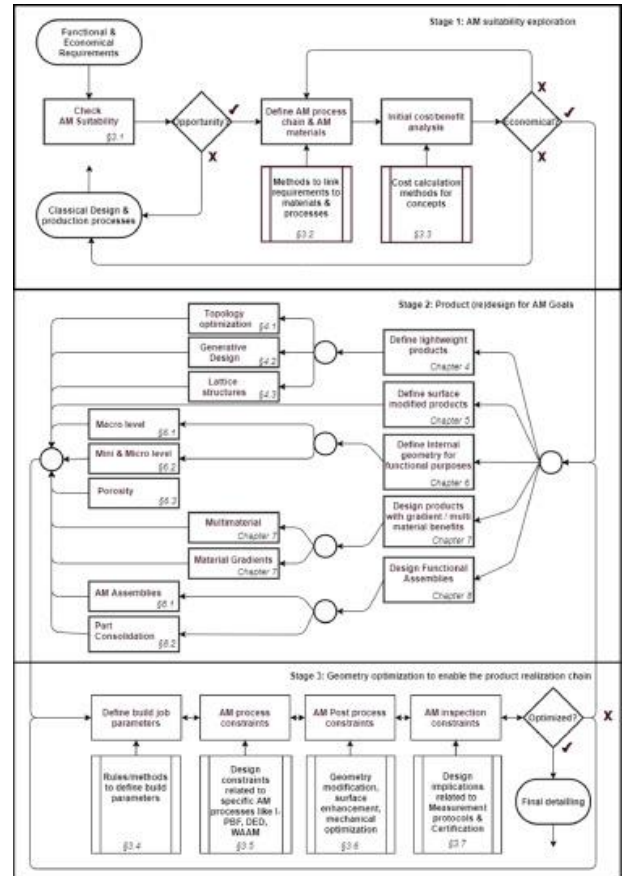 Stage 1: AM suitability exploration
Functional &
Economical
Requirements
Check
AM Suitability
§3.1
Opportunity?
Define AM process
chain & AM
materials
Initial cost/benefit
analysis
Economical?
✓
X
X
✓
X
Classical Design &
production processes
Methods to link
requirements to
materials &
processes
§3.2
Cost calculation
methods for
concepts
§3.3
Stage 2: Product (re)design for AM Goals
Topology
optimization
§4.1
Generative
Design
§4.2
Lattice
structures
§4.3
Define lightweight
products
Chapter 4
Define surface
modified products
Chapter 5
Macro level
§6.1
Mini & Micro level
§6.2
Porosity
§6.3
Define internal
geometry for
functional purposes
Chapter 6
Multimaterial
Chapter 7
Material Gradients
Chapter 7
Design products
with gradient / multi
material benefits
Chapter 7
AM Assemblies
§8.1
Part
Consolidation
§8.2
Design Functional
Assemblies
Chapter 8
Stage 3: Geometry optimization to enable the product realization chain
Define build job
parameters
AM process
constraints
AM Post process
constraints
AM inspection
constraints
Optimized?
X
✓
Rules/methods
to define build
parameters
§3.4
Design
constraints
related to
specific AM
processes like l-
PBF, DED,
WAAM
§3.5
Geometry
modification,
surface
enhancement,
mechanical
optimization
§3.6
Design
implications
related to
Measurement
protocols &
Certification
§3.7
Final detailling